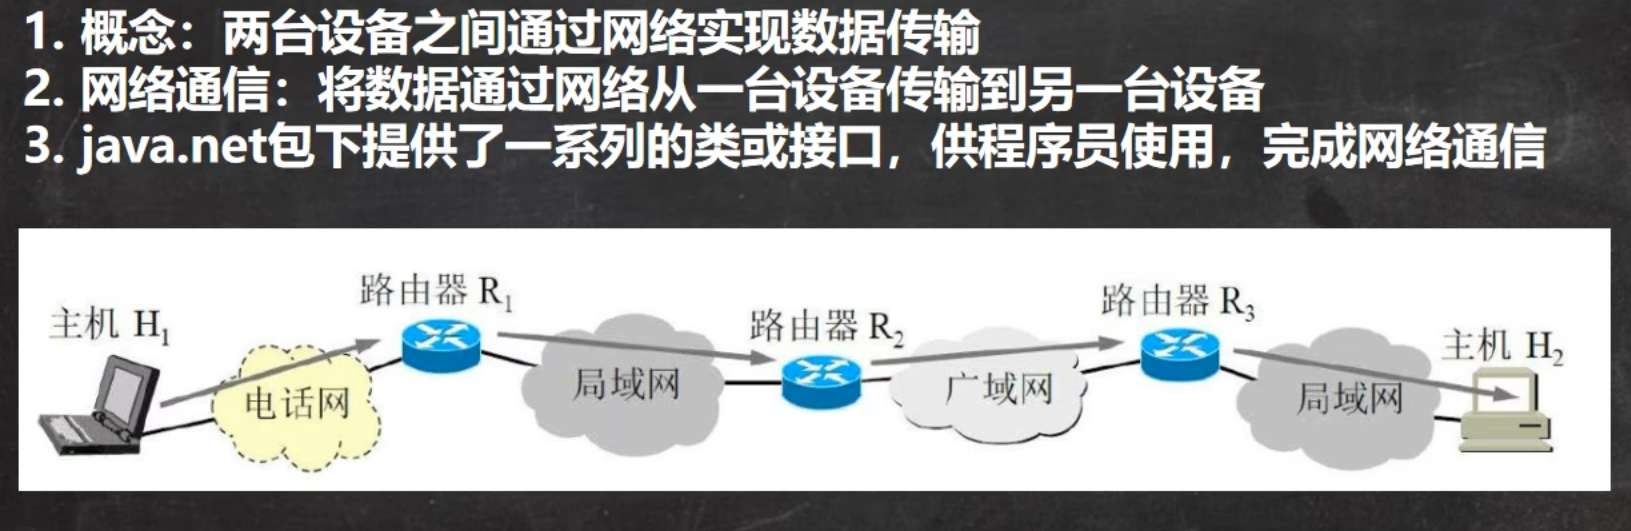 1. 概念：两台设备之间通过网络实现数据传输
2. 网络通信：将数据通过网络从一台设备传输到另一台设备
3. java.net包下提供了一系列的类或接口，供程序员使用，完成网络通信
主机 H1
路由器 R1
路由器 R2
路由器 R3
主机 H2
电话网
局域网
广域网
局域网